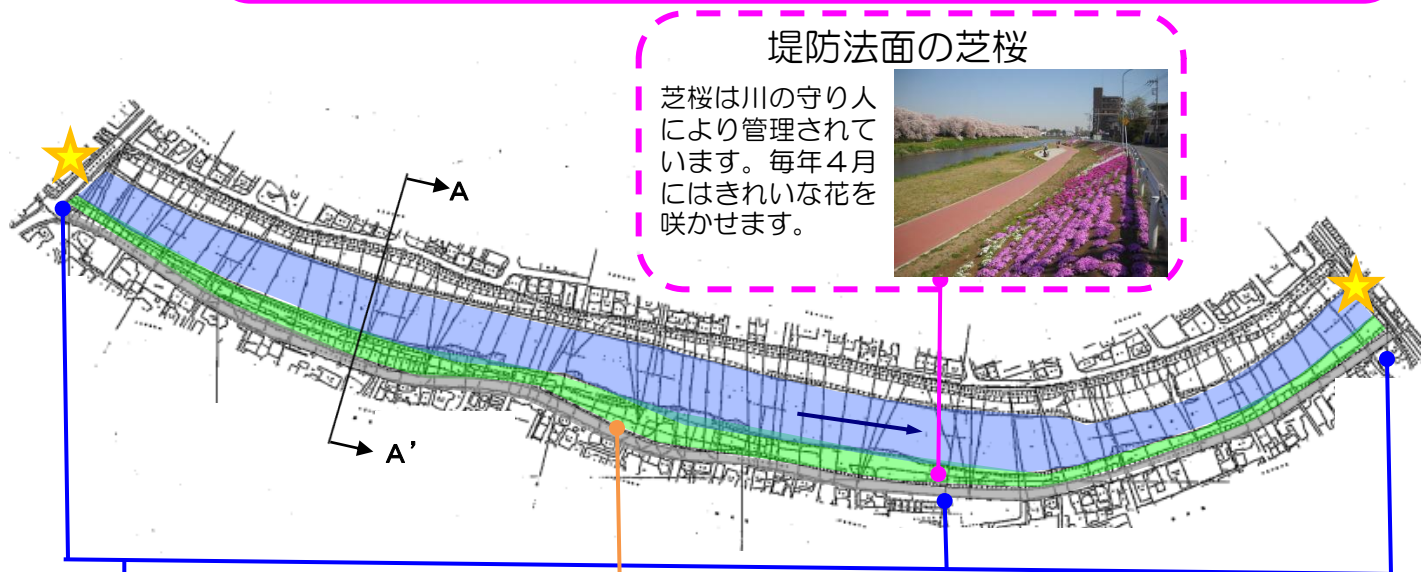 堤防法面の芝桜
芝桜は川の守り人
により管理されて
います。毎年４月
にはきれいな花を
咲かせます。
A
A’